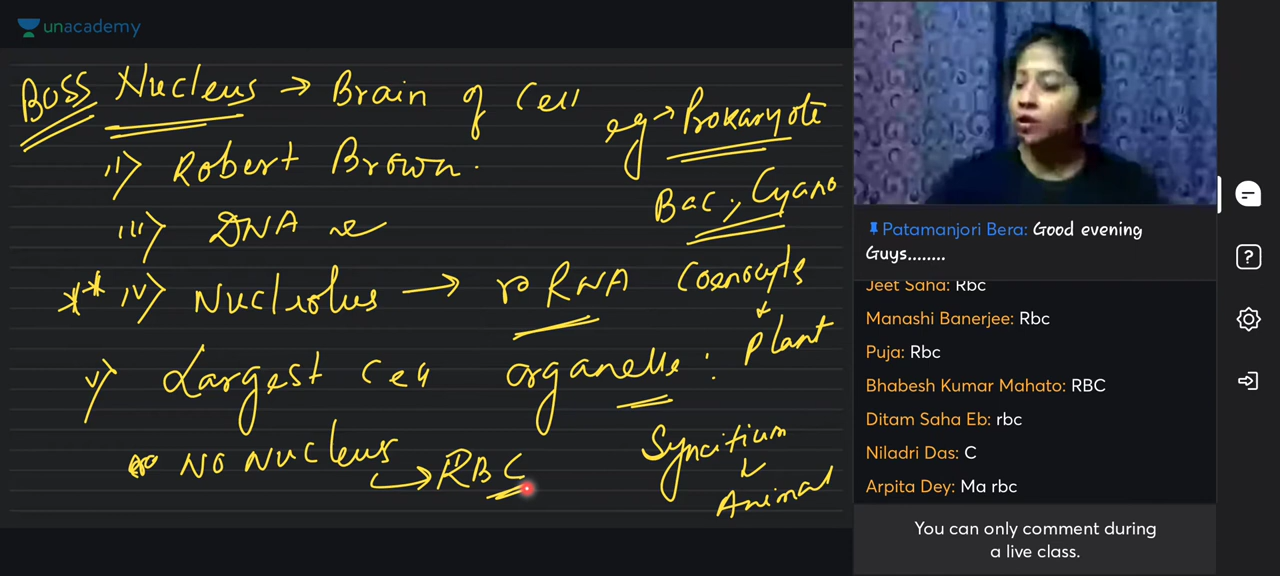 unacademy
BOSS Nucleus → Brain of Cell
eg → Prokaryote
ii) Robert Brown.
Bac, Cyano
iii) DNA
** iv) Nucleolus → RNA
Coenocyte
Plant
v) Largest Cell organelle :
Syncitium
Animal
NO Nucleus → RBC
Patamanjori Bera: Good evening
Guys........
Jeet Saha: Rbc
Manashi Banerjee: Rbc
Puja: Rbc
Bhabesh Kumar Mahato: RBC
Ditam Saha Eb: rbc
Niladri Das: C
Arpita Dey: Ma rbc
You can only comment during
a live class.